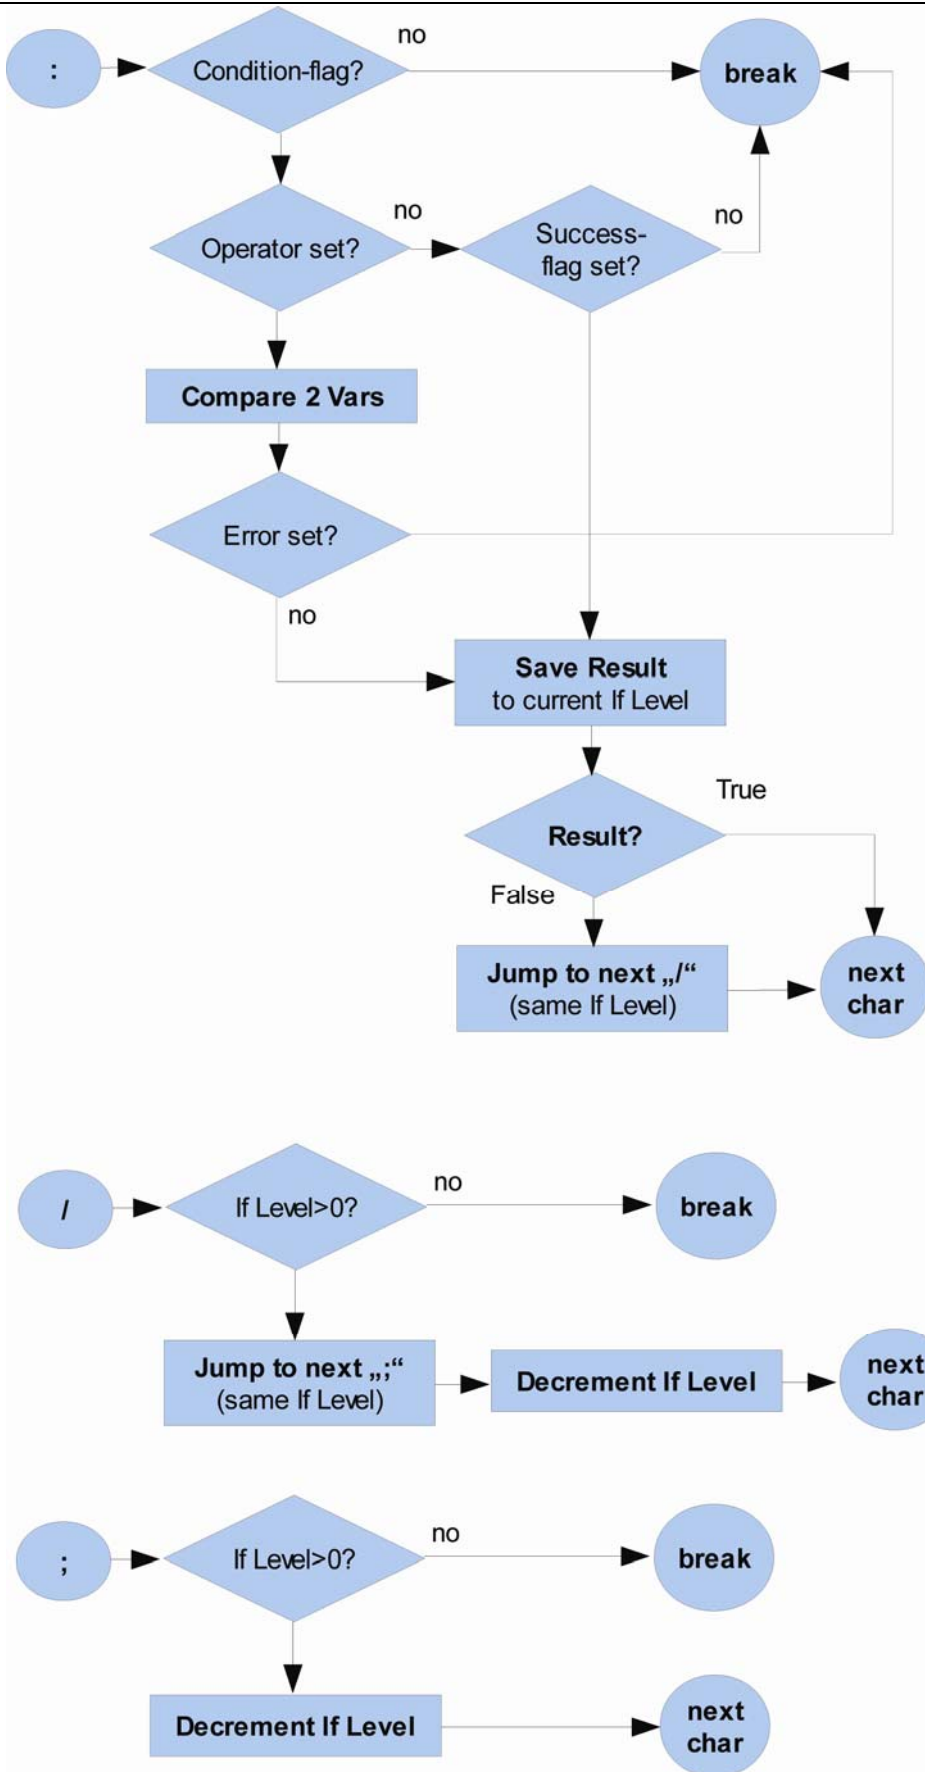 no
:
Condition-flag?
break
no
no
Operator set?
Success-
flag set?
Compare 2 Vars
Error set?
no
Save Result
to current If Level
True
Result?
False
Jump to next „/“
(same If Level)
next
char
/
If Level>0?
no
break
Jump to next „;“
(same If Level)
Decrement If Level
next
char
;
If Level>0?
no
break
Decrement If Level
next
char